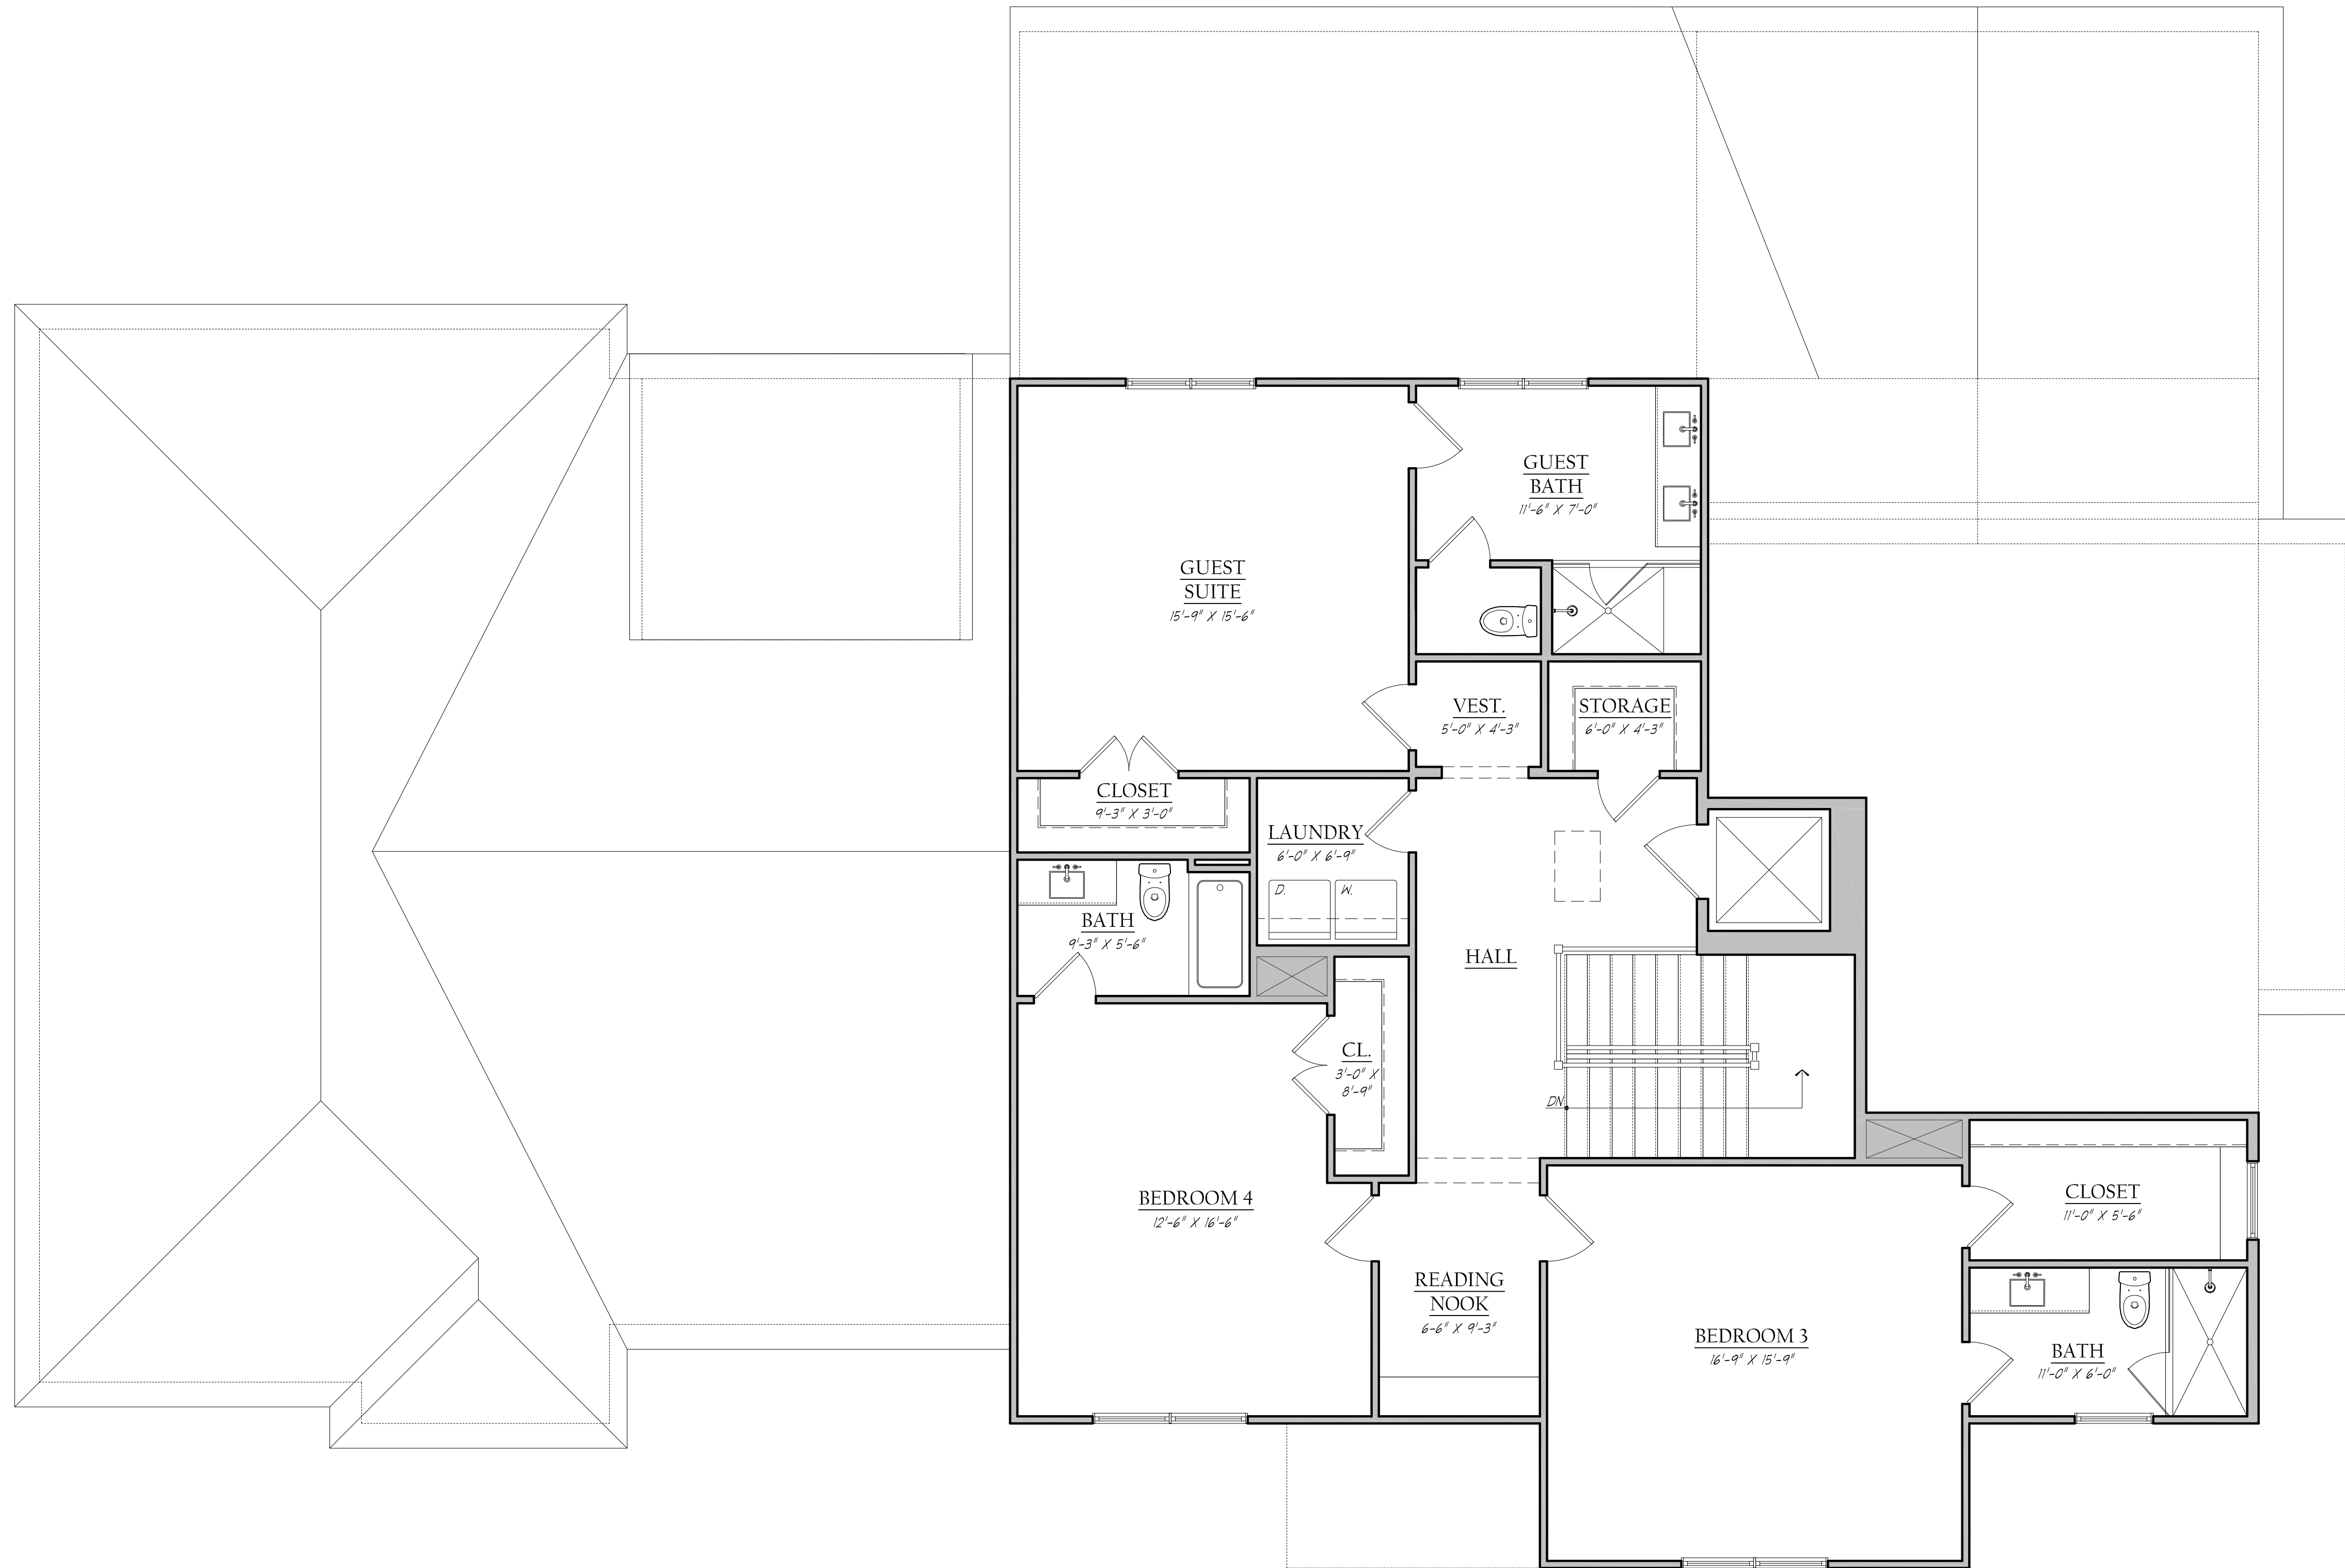 GUEST
BATH
11'-6" X 7'-0"
GUEST
SUITE
15'-9" X 15'-6"
VEST.
5'-0" X 4'-3"
STORAGE
6'-0" X 4'-3"
CLOSET
9'-3" X 3'-0"
LAUNDRY
6'-0" X 6'-9"
D.
W.
BATH
9'-3" X 5'-6"
HALL
CL.
3'-0" X
8'-9"
DN
BEDROOM 4
12'-6" X 16'-6"
CLOSET
11'-0" X 5'-6"
READING
NOOK
6-6" X 9'-3"
BEDROOM 3
16'-9" X 15'-9"
BATH
11'-0" X 6'-0"